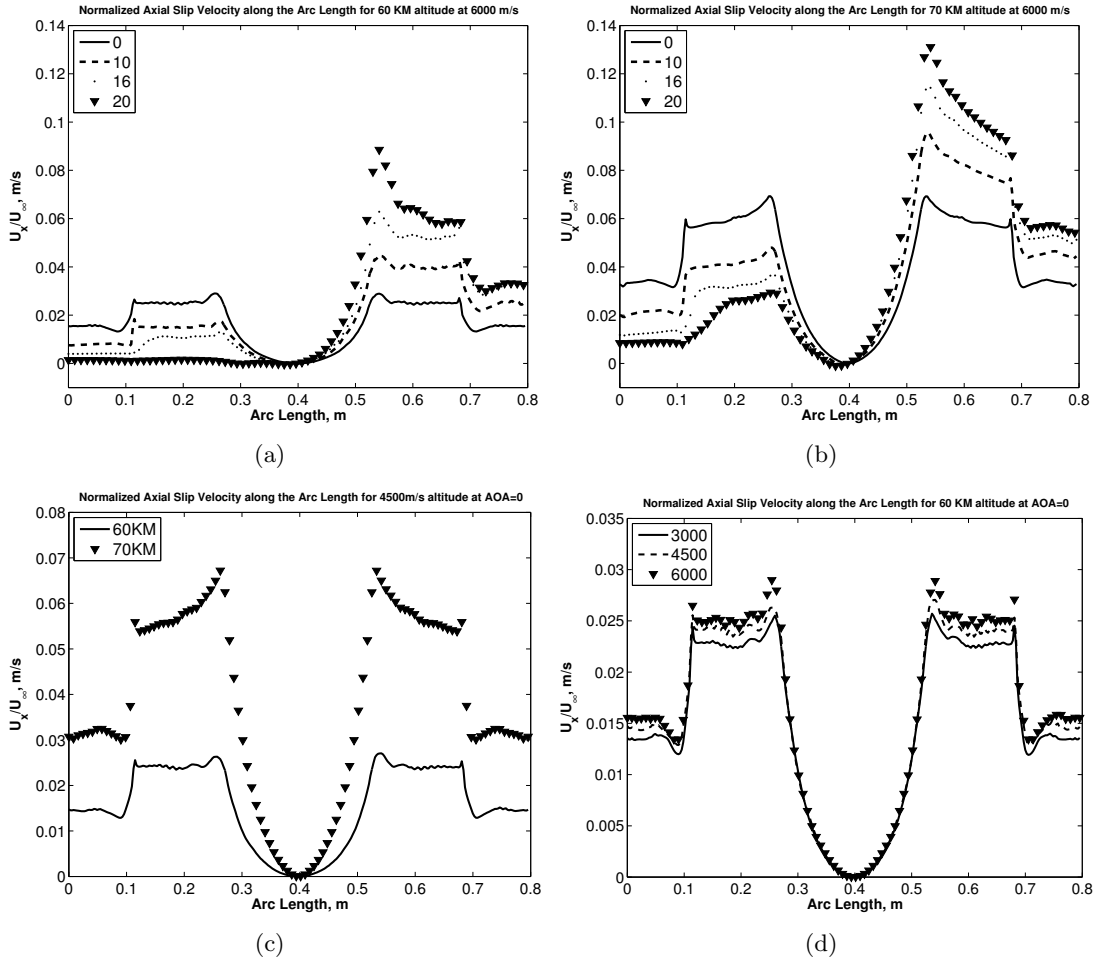 Normalized Axial Slip Velocity along the Arc Length for 60 KM altitude at 6000 m/s
0.14
0.12
0.1
0.08
0.06
0.04
0.02
0
0
10
16
20
U_x/U_∞, m/s
0 0.1 0.2 0.3 0.4 0.5 0.6 0.7 0.8
Arc Length, m
(a)
Normalized Axial Slip Velocity along the Arc Length for 70 KM altitude at 6000 m/s
0.14
0.12
0.1
0.08
0.06
0.04
0.02
0
0
10
16
20
U_x/U_∞, m/s
0 0.1 0.2 0.3 0.4 0.5 0.6 0.7 0.8
Arc Length, m
(b)
Normalized Axial Slip Velocity along the Arc Length for 4500m/s altitude at AOA=0
0.08
0.07
0.06
0.05
0.04
0.03
0.02
0.01
0
60KM
70KM
U_x/U_∞, m/s
0 0.1 0.2 0.3 0.4 0.5 0.6 0.7 0.8
Arc Length, m
(c)
Normalized Axial Slip Velocity along the Arc Length for 60 KM altitude at AOA=0
0.035
0.03
0.025
0.02
0.015
0.01
0.005
0
3000
4500
6000
U_x/U_∞, m/s
0 0.1 0.2 0.3 0.4 0.5 0.6 0.7 0.8
Arc Length, m
(d)